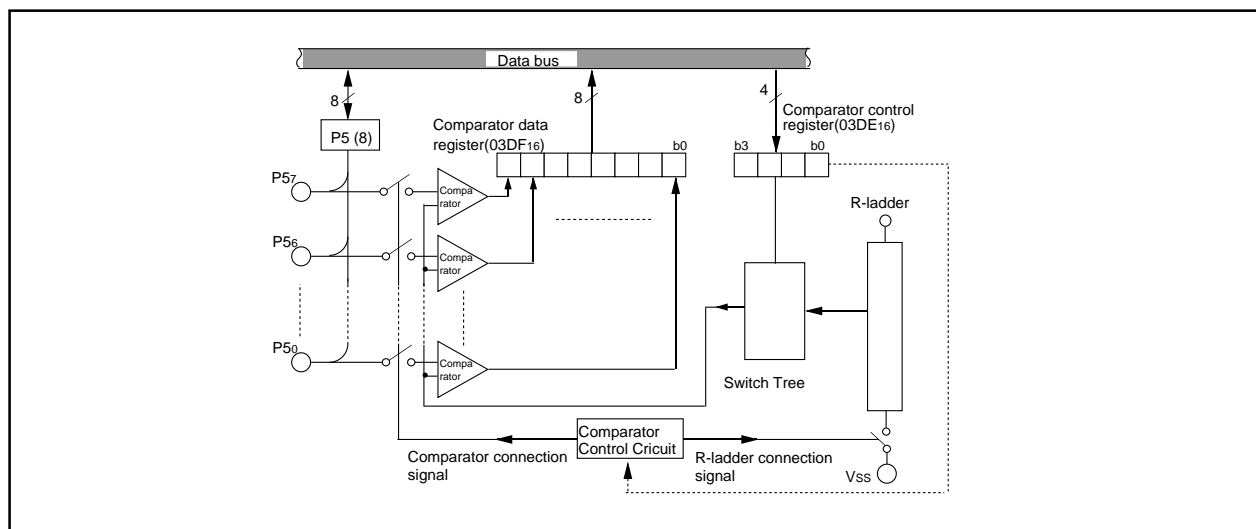 Data bus
8
8
4
Comparator control
register(03DE16)
P5 (8)
Comparator data
register(03DF16)
b0
b3
b0
P57
Compa
rator
R-ladder
P56
Compa
rator
P50
Compa
rator
Switch Tree
Comparator
Control Cricuit
Comparator connection
signal
R-ladder connection
signal
VSS